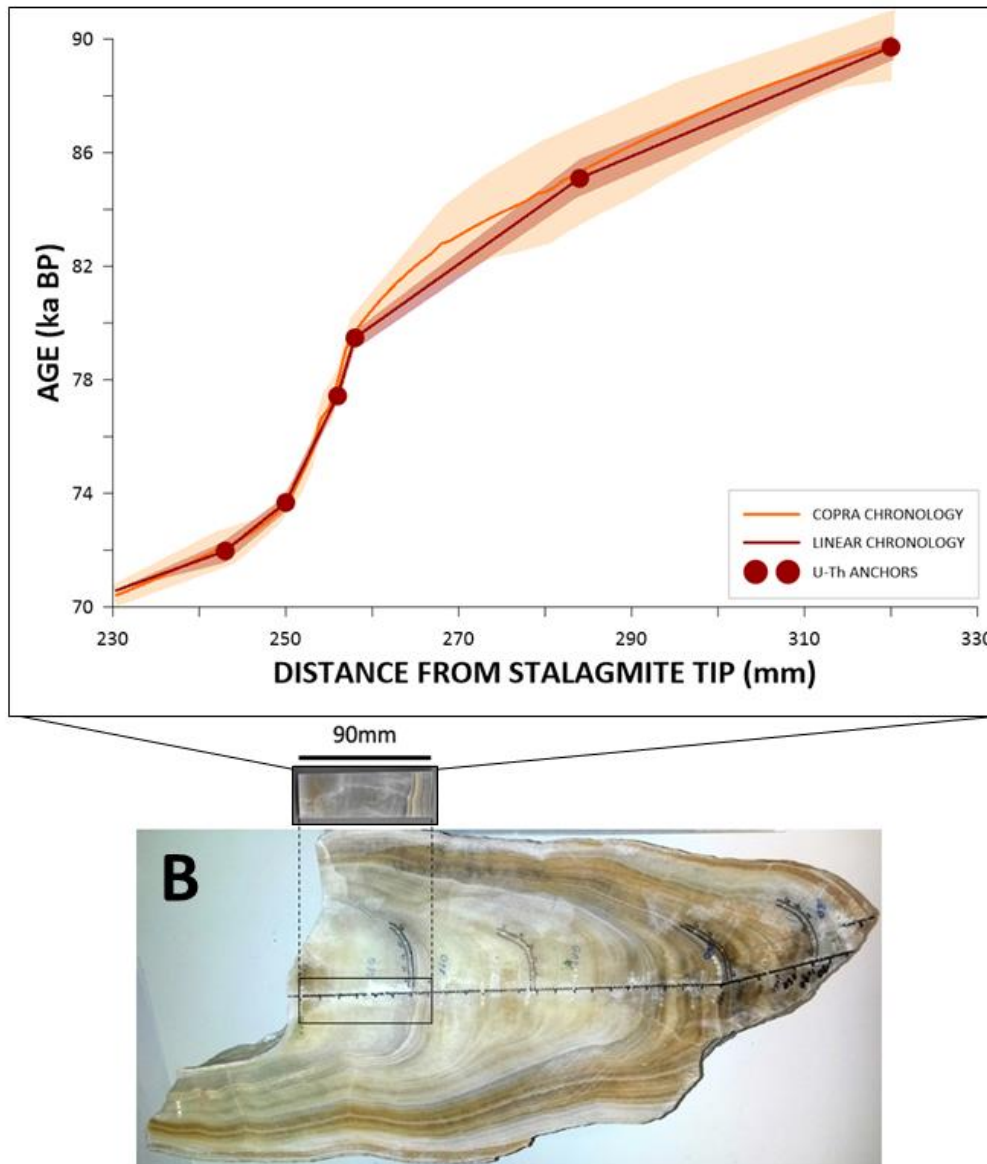 90
86
82
78
74
70
AGE (ka BP)
COPRA CHRONOLOGY
LINEAR CHRONOLOGY
U-Th ANCHORS
230
250
270
290
310
330
DISTANCE FROM STALAGMITE TIP (mm)
90mm
B